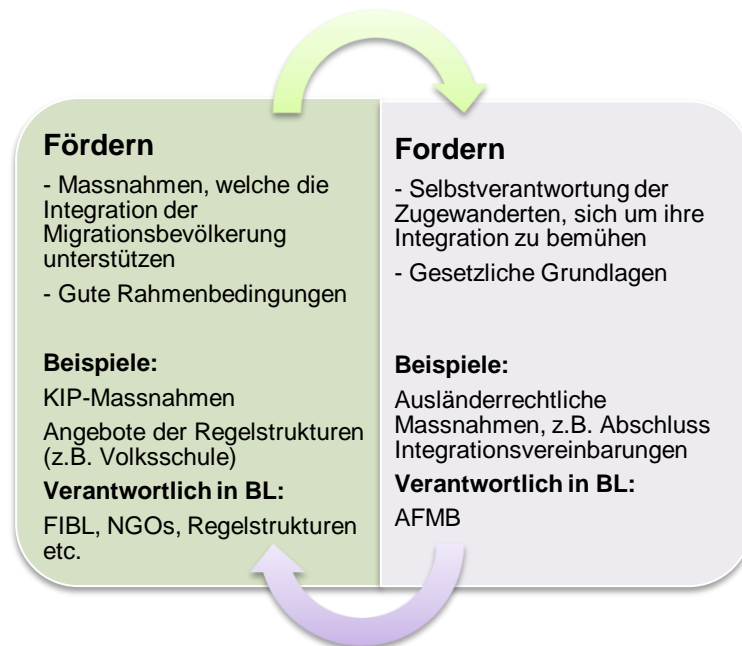 Fördern
- Massnahmen, welche die
Integration der
Migrationsbevölkerung
unterstützen
- Gute Rahmenbedingungen
Beispiele:
KIP-Massnahmen
Angebote der Regelstrukturen
(z.B. Volksschule)
Verantwortlich in BL:
FIBL, NGOs, Regelstrukturen
etc.
Fordern
- Selbstverantwortung der
Zugewanderten, sich um ihre
Integration zu bemühen
- Gesetzliche Grundlagen
Beispiele:
Ausländerrechtliche
Massnahmen, z.B. Abschluss
Integrationsvereinbarungen
Verantwortlich in BL:
AFMB